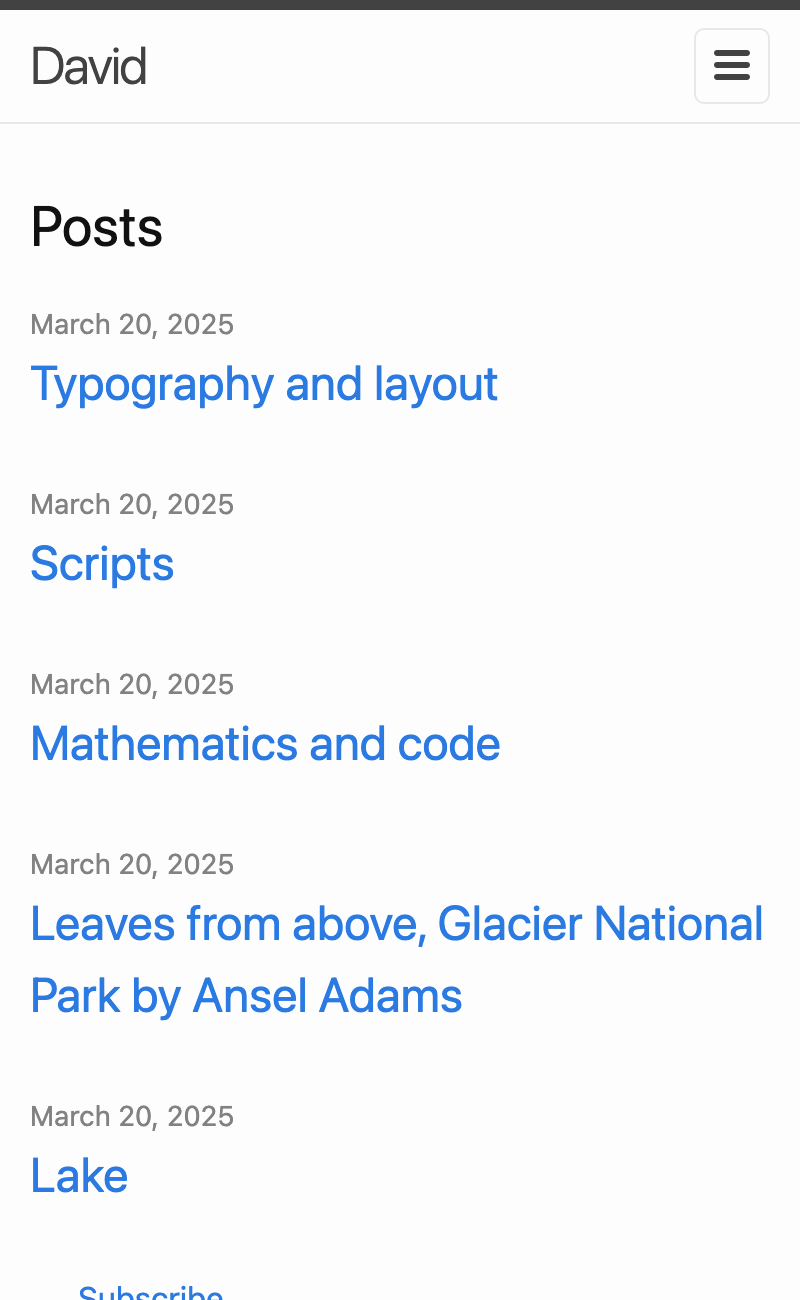 David
Posts
March 20, 2025
Typography and layout
March 20, 2025
Scripts
March 20, 2025
Mathematics and code
March 20, 2025
Leaves from above, Glacier National
Park by Ansel Adams
March 20, 2025
Lake
Subscribe